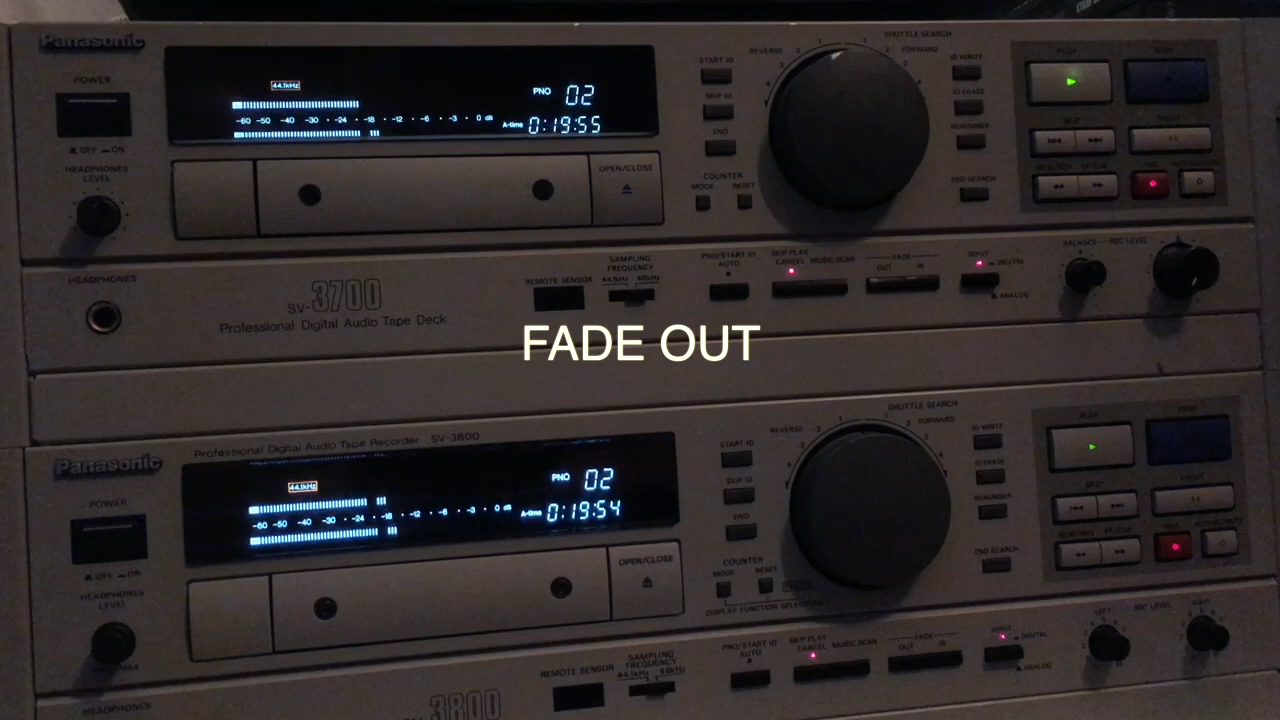 Panasonic
POWER
OFF ON
HEADPHONES
LEVEL
44.1kHz
-60 -50 -40 -30 -24 -18 -12 -6 -3 0 dB
PNO 02
A-time 0:19:55
OPEN/CLOSE
START ID
SKIP ID
END
COUNTER
MODE RESET
SHUTTLE SEARCH
REVERSE FORWARD
ID WRITE
ID ERASE
RENUMBER
END SEARCH
HEADPHONES
SV-3700
Professional Digital Audio Tape Deck
REMOTE SENSOR
SAMPLING
FREQUENCY
44.1kHz 48kHz
PNO/START ID
AUTO
SKIP PLAY
CANCEL MUSIC SCAN
FADE
OUT IN
INPUT
DIGITAL
ANALOG
BALANCE REC LEVEL
FADE OUT
Professional Digital Audio Tape Recorder SV-3800
Panasonic
POWER
OFF ON
HEADPHONES
LEVEL
MAX
44.1kHz
-60 -50 -40 -30 -24 -18 -12 -6 -3 0 dB
PNO 02
A-time 0:19:54
OPEN/CLOSE
START ID
SKIP ID
END
COUNTER
MODE RESET
DISPLAY FUNCTION SELECT
SHUTTLE SEARCH
REVERSE FORWARD
ID WRITE
ID ERASE
RENUMBER
END SEARCH
HEADPHONES
3800
REMOTE SENSOR
SAMPLING
FREQUENCY
44.1kHz 48kHz
PNO/START ID
AUTO
SKIP PLAY
CANCEL MUSIC SCAN
FADE
OUT IN
INPUT
DIGITAL
ANALOG
LEFT REC LEVEL RIGHT